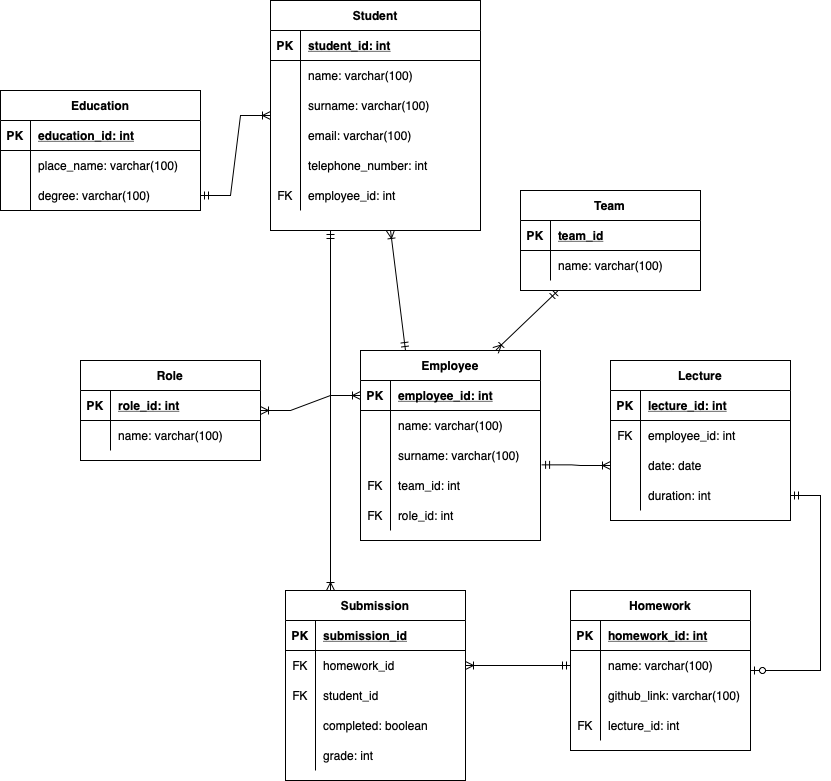 Student
PK student_id: int
name: varchar(100)
surname: varchar(100)
email: varchar(100)
telephone_number: int
FK employee_id: int
Education
PK education_id: int
place_name: varchar(100)
degree: varchar(100)
Team
PK team_id
name: varchar(100)
Role
PK role_id: int
name: varchar(100)
Employee
PK employee_id: int
name: varchar(100)
surname: varchar(100)
FK team_id: int
FK role_id: int
Lecture
PK lecture_id: int
FK employee_id: int
date: date
duration: int
Submission
PK submission_id
FK homework_id
FK student_id
completed: boolean
grade: int
Homework
PK homework_id: int
name: varchar(100)
github_link: varchar(100)
FK lecture_id: int